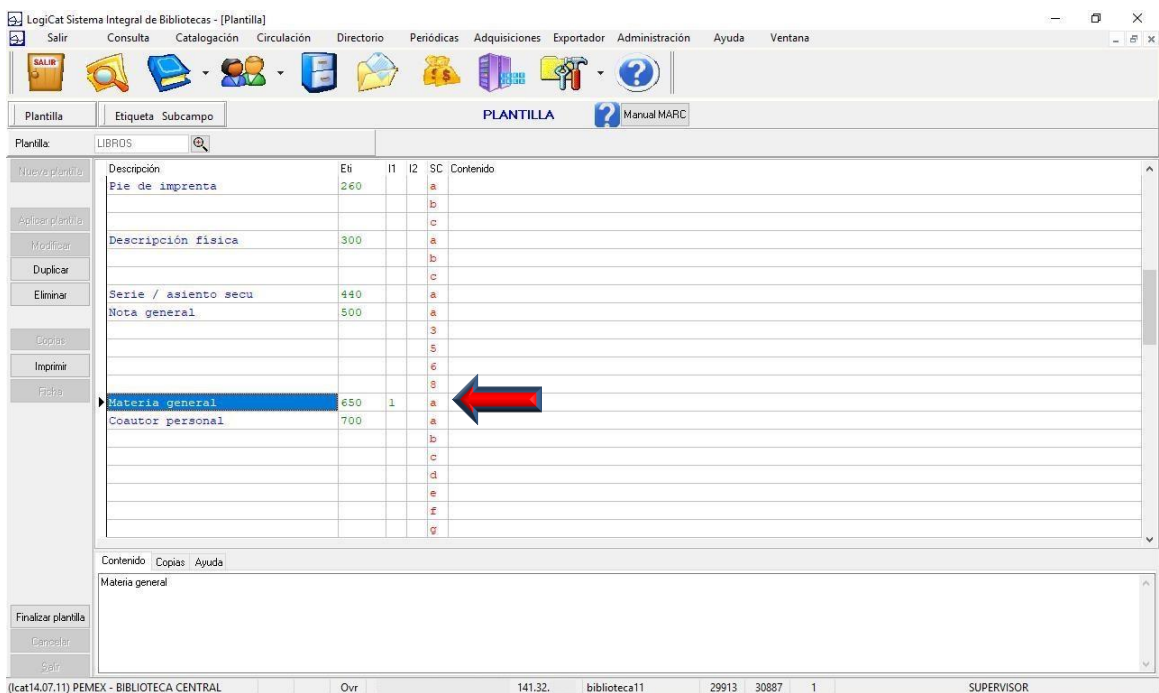 LogiCat Sistema Integral de Bibliotecas - [Plantilla]
Salir Consulta Catalogación Circulación Directorio Periódicas Adquisiciones Exportador Administración Ayuda Ventana
SALIR
Plantilla Etiqueta Subcampo PLANTILLA Manual MARC
Plantilla: LIBROS
Nueva plantilla
Aplicar plantilla
Modificar
Duplicar
Eliminar
Copias
Imprimir
Ficha
Descripción Eti I1 I2 SC Contenido
Pie de imprenta 260 a
b
c
Descripción física 300 a
b
c
Serie / asiento secu 440 a
Nota general 500 a
3
5
6
8
Materia general 650 1 a
Coautor personal 700 a
b
c
d
e
f
g
Contenido Copias Ayuda
Materia general
Finalizar plantilla
Cancelar
Salir
(lcat14.07.11) PEMEX - BIBLIOTECA CENTRAL Ovr 141.32. biblioteca11 29913 30887 1 SUPERVISOR